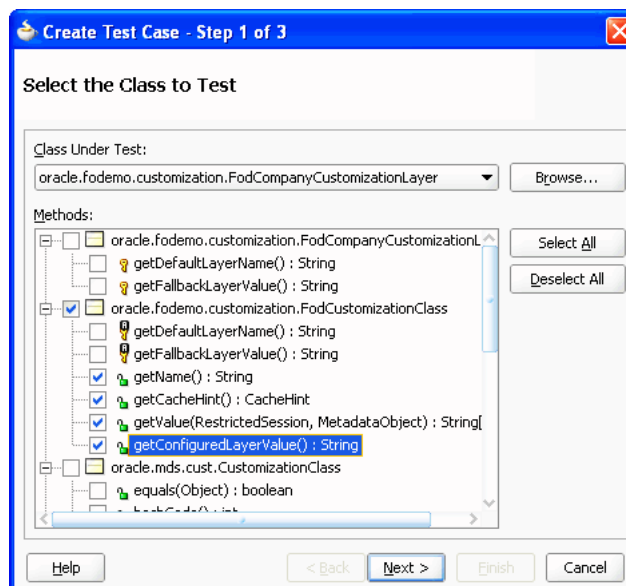 Create Test Case - Step 1 of 3
Select the Class to Test
Class Under Test:
oracle.fodemo.customization.FodCompanyCustomizationLayer
Browse...
Methods:
oracle.fodemo.customization.FodCompanyCustomizationL
Select All
getDefaultLayerName() : String
Deselect All
getFallbackLayerValue() : String
oracle.fodemo.customization.FodCustomizationClass
getDefaultLayerName() : String
getFallbackLayerValue() : String
getName() : String
getCacheHint() : CacheHint
getValue(RestrictedSession, MetadataObject) : String[
getConfiguredLayerValue() : String
oracle.mds.cust.CustomizationClass
equals(Object) : boolean
hashCode() : int
Help
< Back
Next >
Finish
Cancel